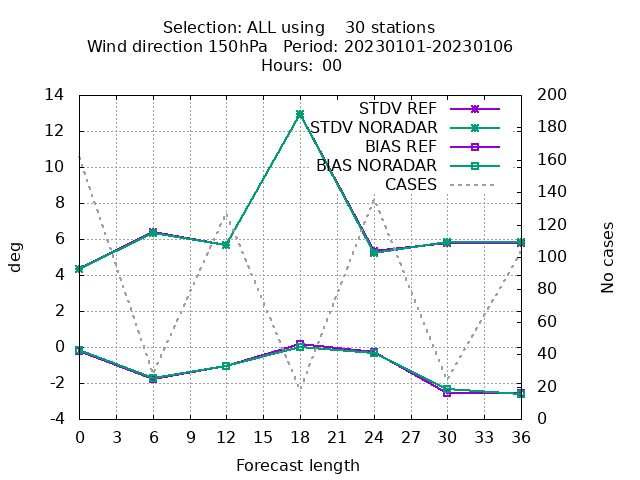 Selection: ALL using    30 stations
Wind direction 150hPa   Period: 20230101-20230106
Hours:  00
14 200
12 180
10 160
8 140
6 120
4 100
2 80
0 60
-2 40
-4 20
0
STDV REF
STDV NORADAR
BIAS REF
BIAS NORADAR
CASES
deg
No cases
0 3 6 9 12 15 18 21 24 27 30 33 36
Forecast length